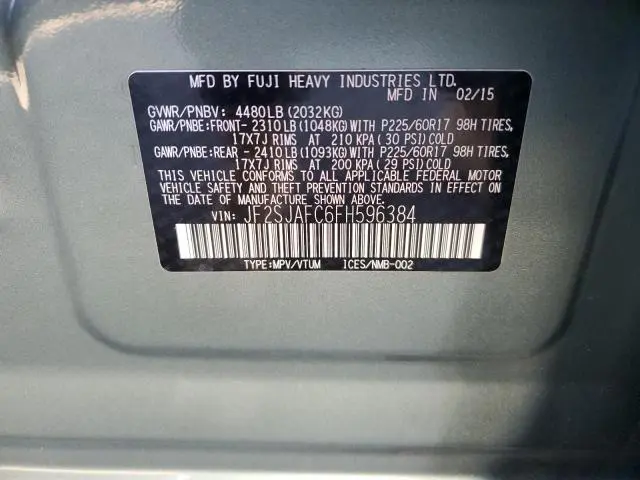 MFD BY FUJI HEAVY INDUSTRIES LTD.
MFD IN 02/15
GVWR/PNBV: 4480LB (2032KG)
GAWR/PNBE:FRONT- 2310LB (1048KG)WITH P225/60R17 98H TIRES,
17X7J RIMS AT 210 KPA ( 30 PSI)COLD
GAWR/PNBE:REAR - 2410LB (1093KG)WITH P225/60R17 98H TIRES,
17X7J RIMS AT 200 KPA (29 PSI)COLD
THIS VEHICLE CONFORMS TO ALL APPLICABLE FEDERAL MOTOR
VEHICLE SAFETY AND THEFT PREVENTION STANDARDS IN EFFECT ON
THE DATE OF MANUFACTURE SHOWN ABOVE.
VIN: JF2SJAFC6FH596384
TYPE:MPV/VTUM ICES/NMB-002